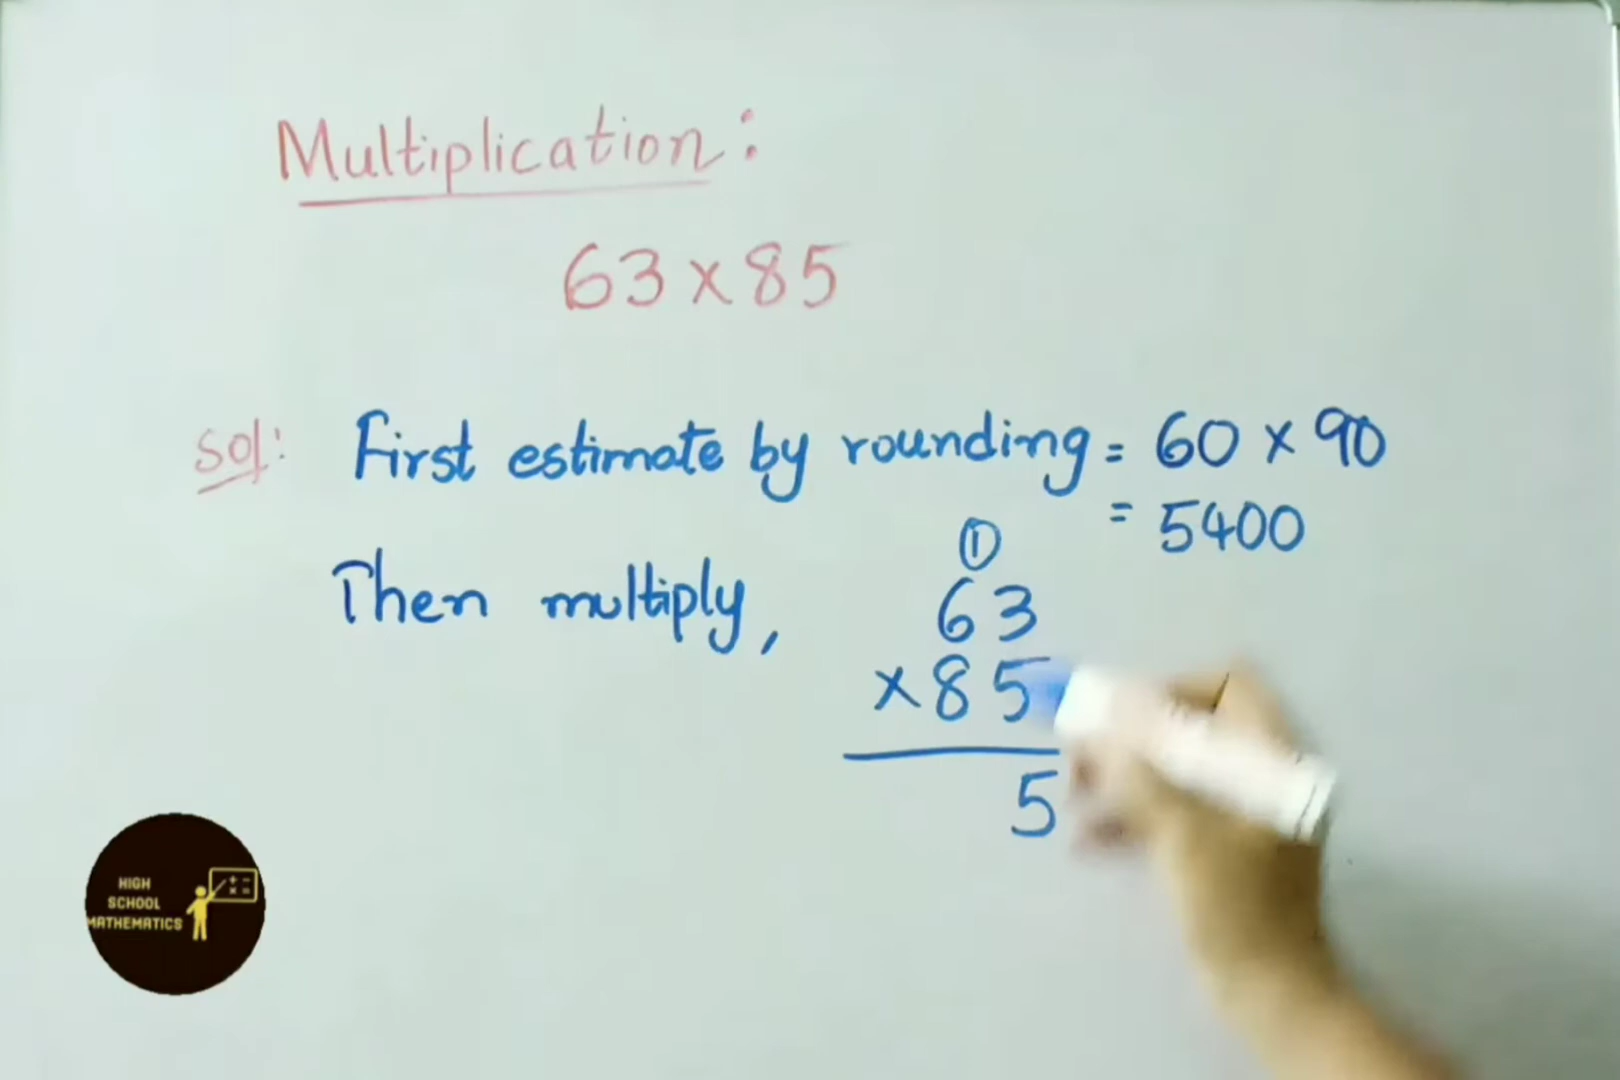 Multiplication:
63 x 85
Sol: First estimate by rounding = 60 x 90
= 5400
①
Then multiply, 63
x 85
5
HIGH
SCHOOL
MATHEMATICS